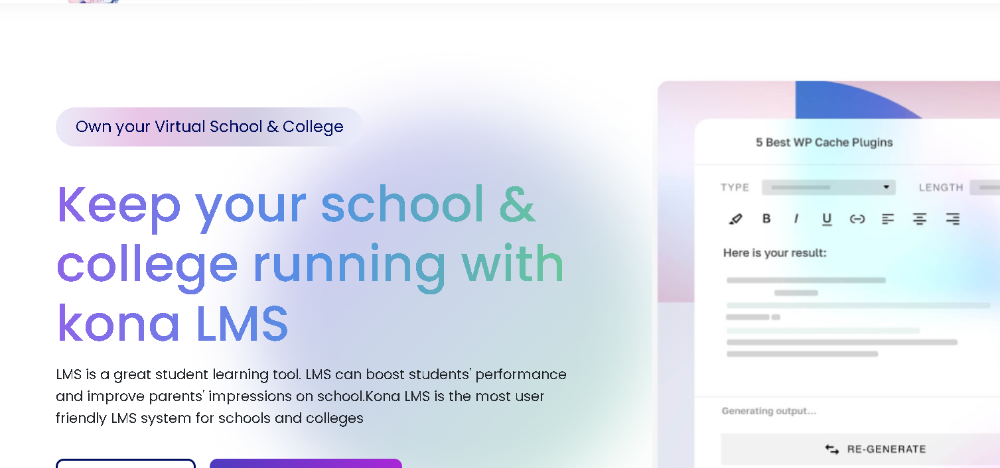 Own your Virtual School & College
Keep your school &
college running with
kona LMS
LMS is a great student learning tool. LMS can boost students' performance
and improve parents' impressions on school.Kona LMS is the most user
friendly LMS system for schools and colleges
5 Best WP Cache Plugins
TYPE LENGTH
B I U
Here is your result:
Generating output...
RE-GENERATE